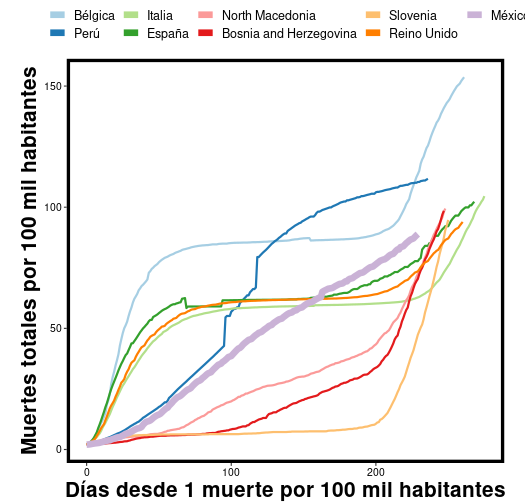 Bélgica Italia North Macedonia Slovenia Méxic
Perú España Bosnia and Herzegovina Reino Unido
Muertes totales por 100 mil habitantes
150
100
50
0
0 100 200
Días desde 1 muerte por 100 mil habitantes